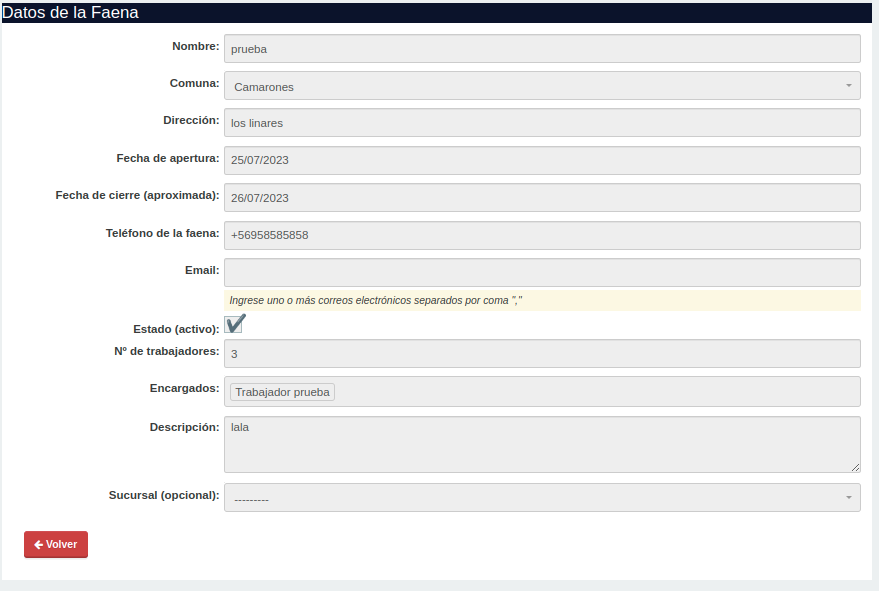 Datos de la Faena
Nombre: prueba
Comuna: Camarones
Dirección: los linares
Fecha de apertura: 25/07/2023
Fecha de cierre (aproximada): 26/07/2023
Teléfono de la faena: +56958585858
Email:
Ingrese uno o más correos electrónicos separados por coma ","
Estado (activo):
Nº de trabajadores: 3
Encargados: Trabajador prueba
Descripción: lala
Sucursal (opcional): ---------
Volver